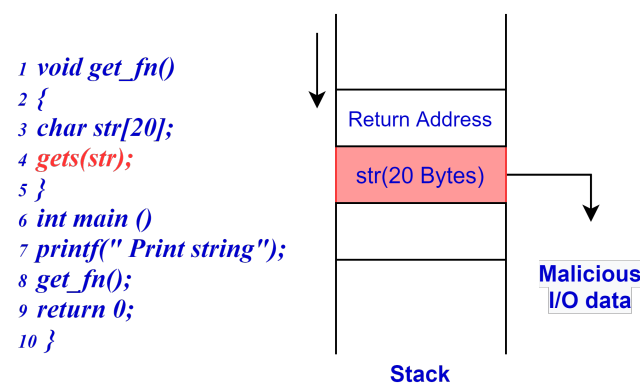 1 void get_fn()
2 {
3 char str[20];
4 gets(str);
5 }
6 int main ()
7 printf(" Print string");
8 get_fn();
9 return 0;
10 }
Return Address
str(20 Bytes)
Malicious
I/O data
Stack